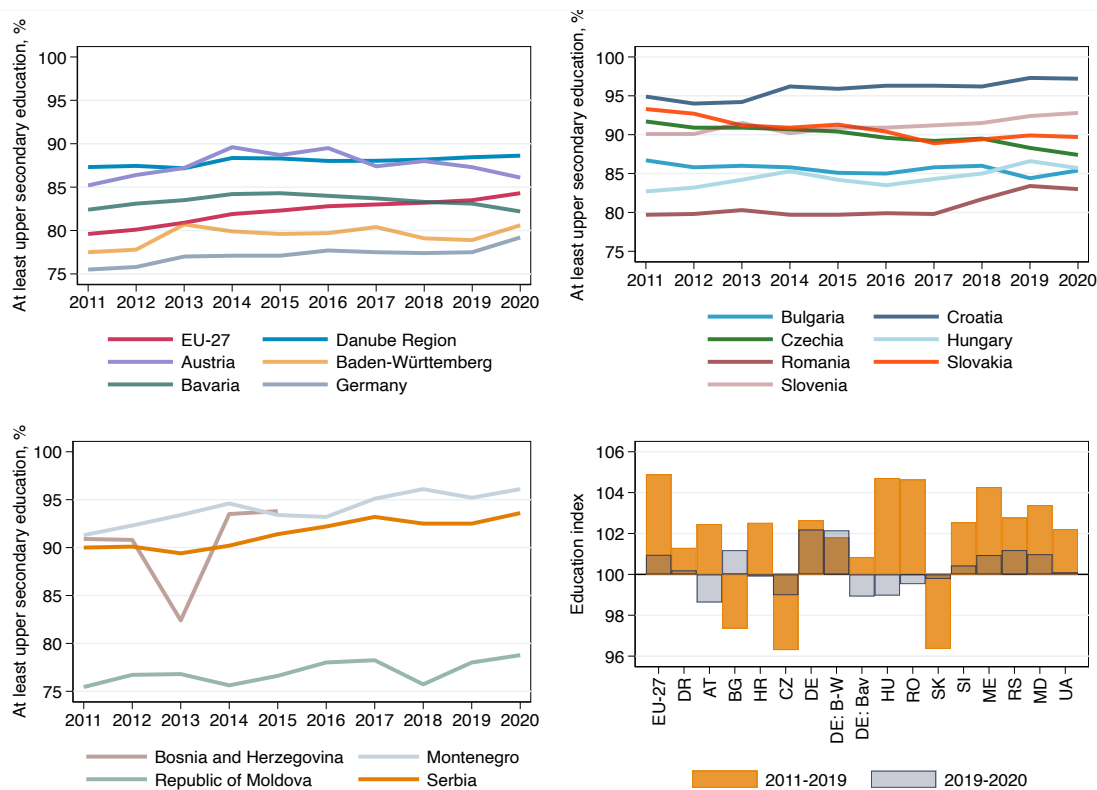 At least upper secondary education, %
100
95
90
85
80
75
2011 2012 2013 2014 2015 2016 2017 2018 2019 2020
EU-27 Danube Region
Austria Baden-Württemberg
Bavaria Germany
At least upper secondary education, %
100
95
90
85
80
75
2011 2012 2013 2014 2015 2016 2017 2018 2019 2020
Bulgaria Croatia
Czechia Hungary
Romania Slovakia
Slovenia
At least upper secondary education, %
100
95
90
85
80
75
2011 2012 2013 2014 2015 2016 2017 2018 2019 2020
Bosnia and Herzegovina Montenegro
Republic of Moldova Serbia
Education index
106
104
102
100
98
96
EU-27 DR AT BG HR CZ DE DE: B-W DE: Bav HU RO SK SI ME RS MD UA
2011-2019 2019-2020